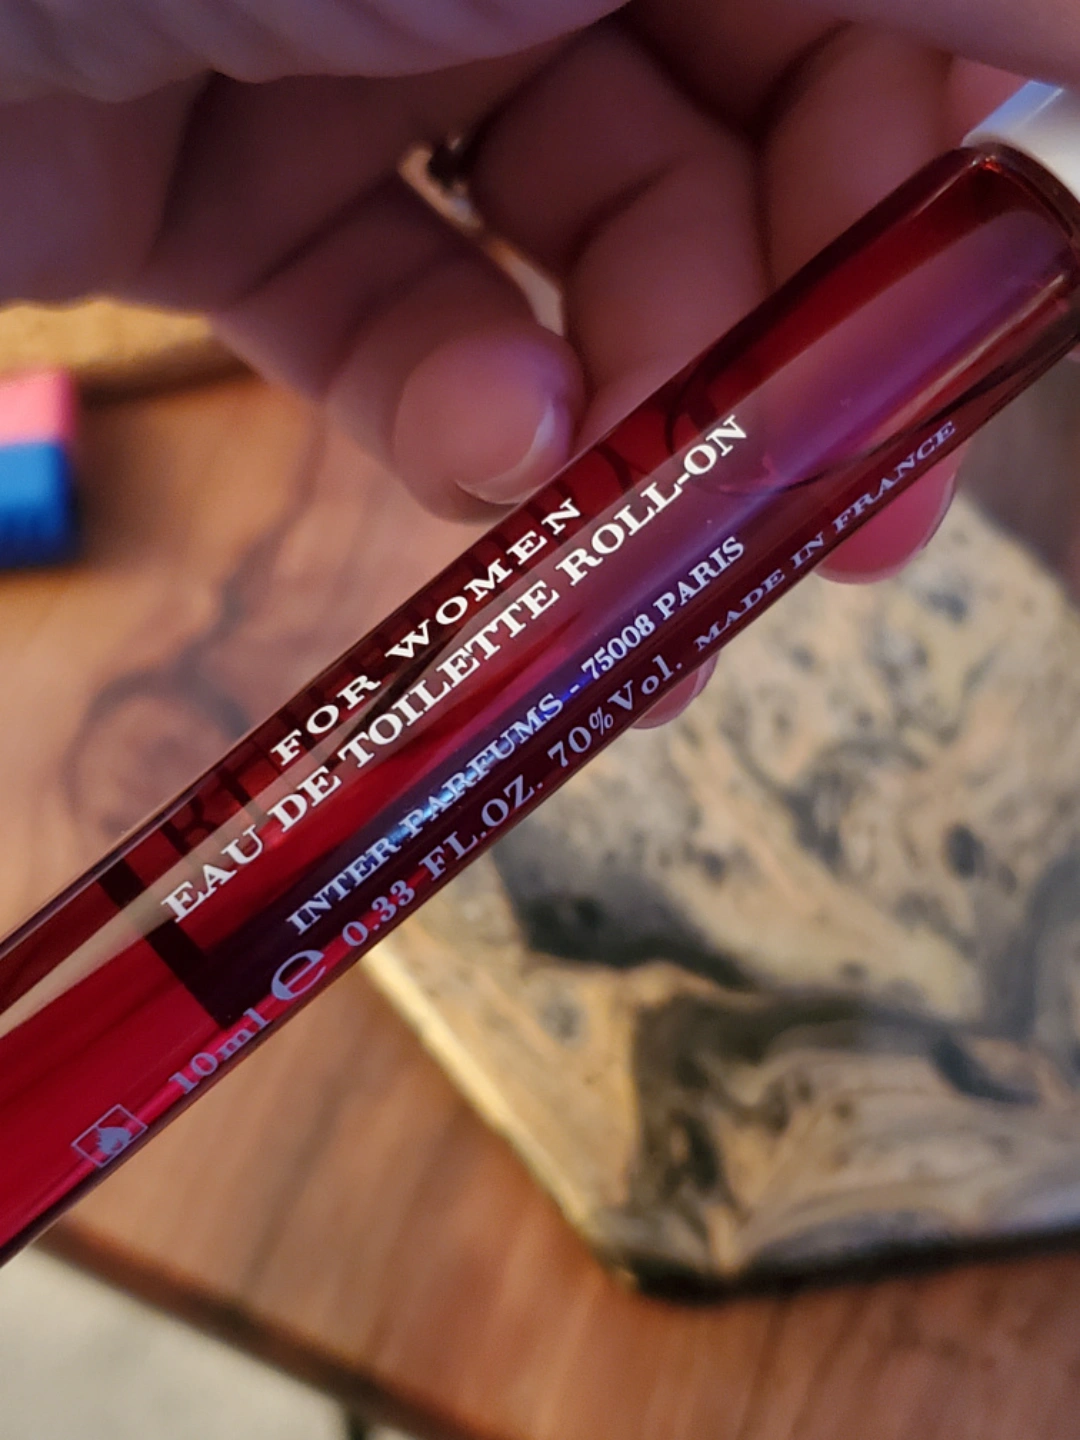 FOR WOMEN
EAU DE TOILETTE ROLL-ON
INTER PARFUMS - 75008 PARIS
10ml e 0.33 FL.OZ. 70% Vol. MADE IN FRANCE